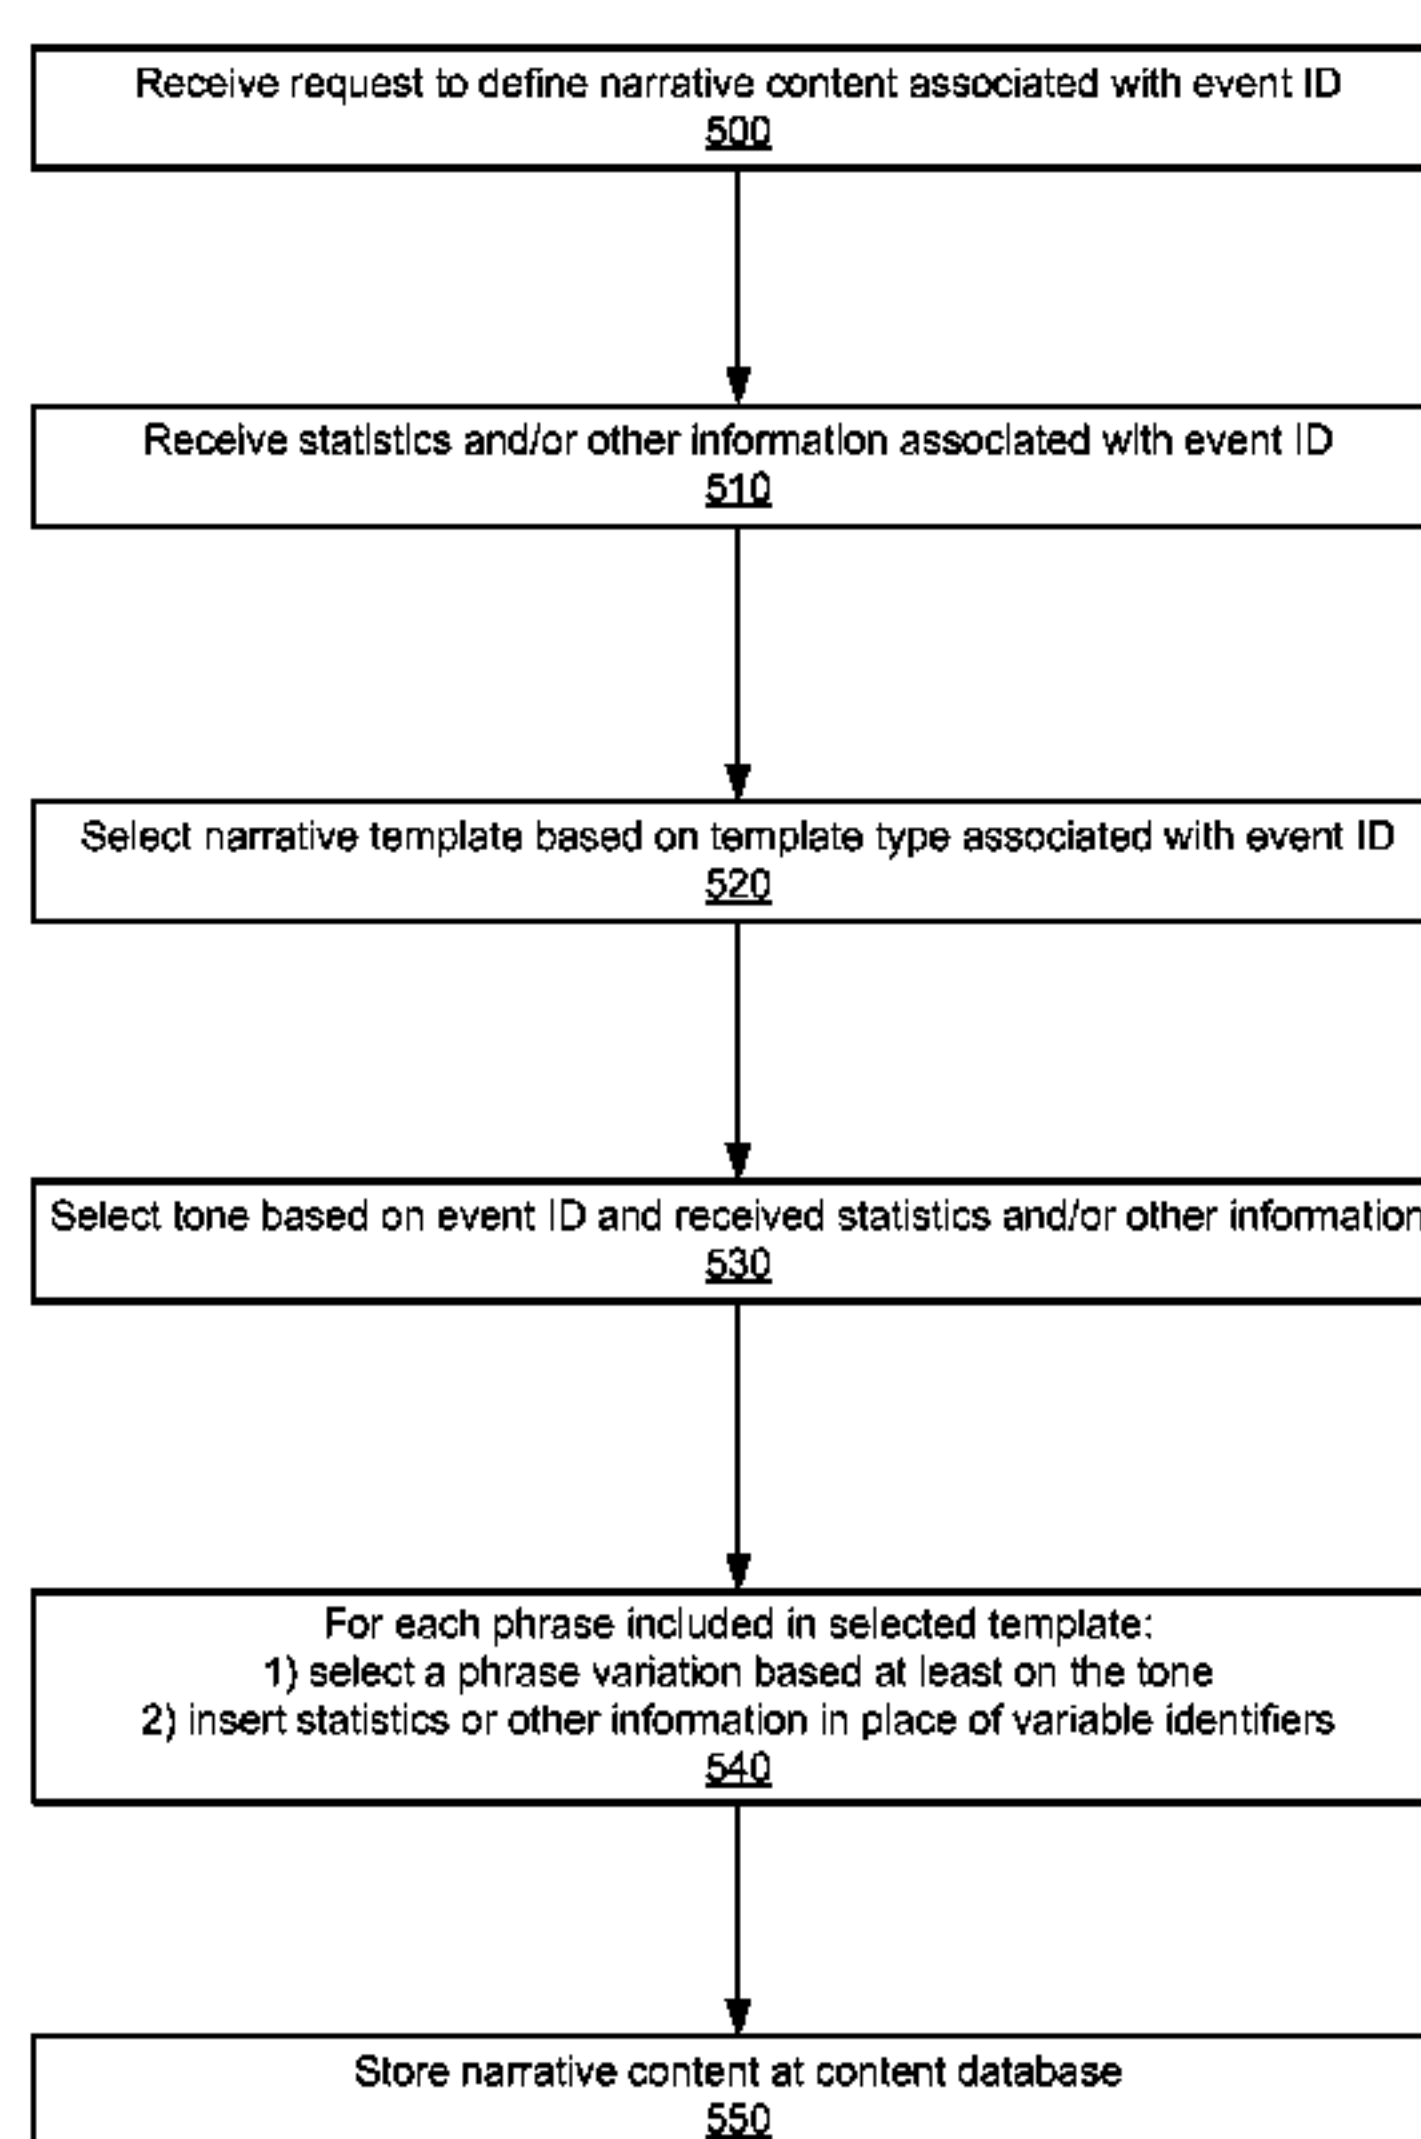 Receive request to define narrative content associated with event ID
500
Receive statistics and/or other information associated with event ID
510
Select narrative template based on template type associated with event ID
520
Select tone based on event ID and received statistics and/or other information
530
For each phrase included in selected template:
1) select a phrase variation based at least on the tone
2) insert statistics or other information in place of variable identifiers
540
Store narrative content at content database
550